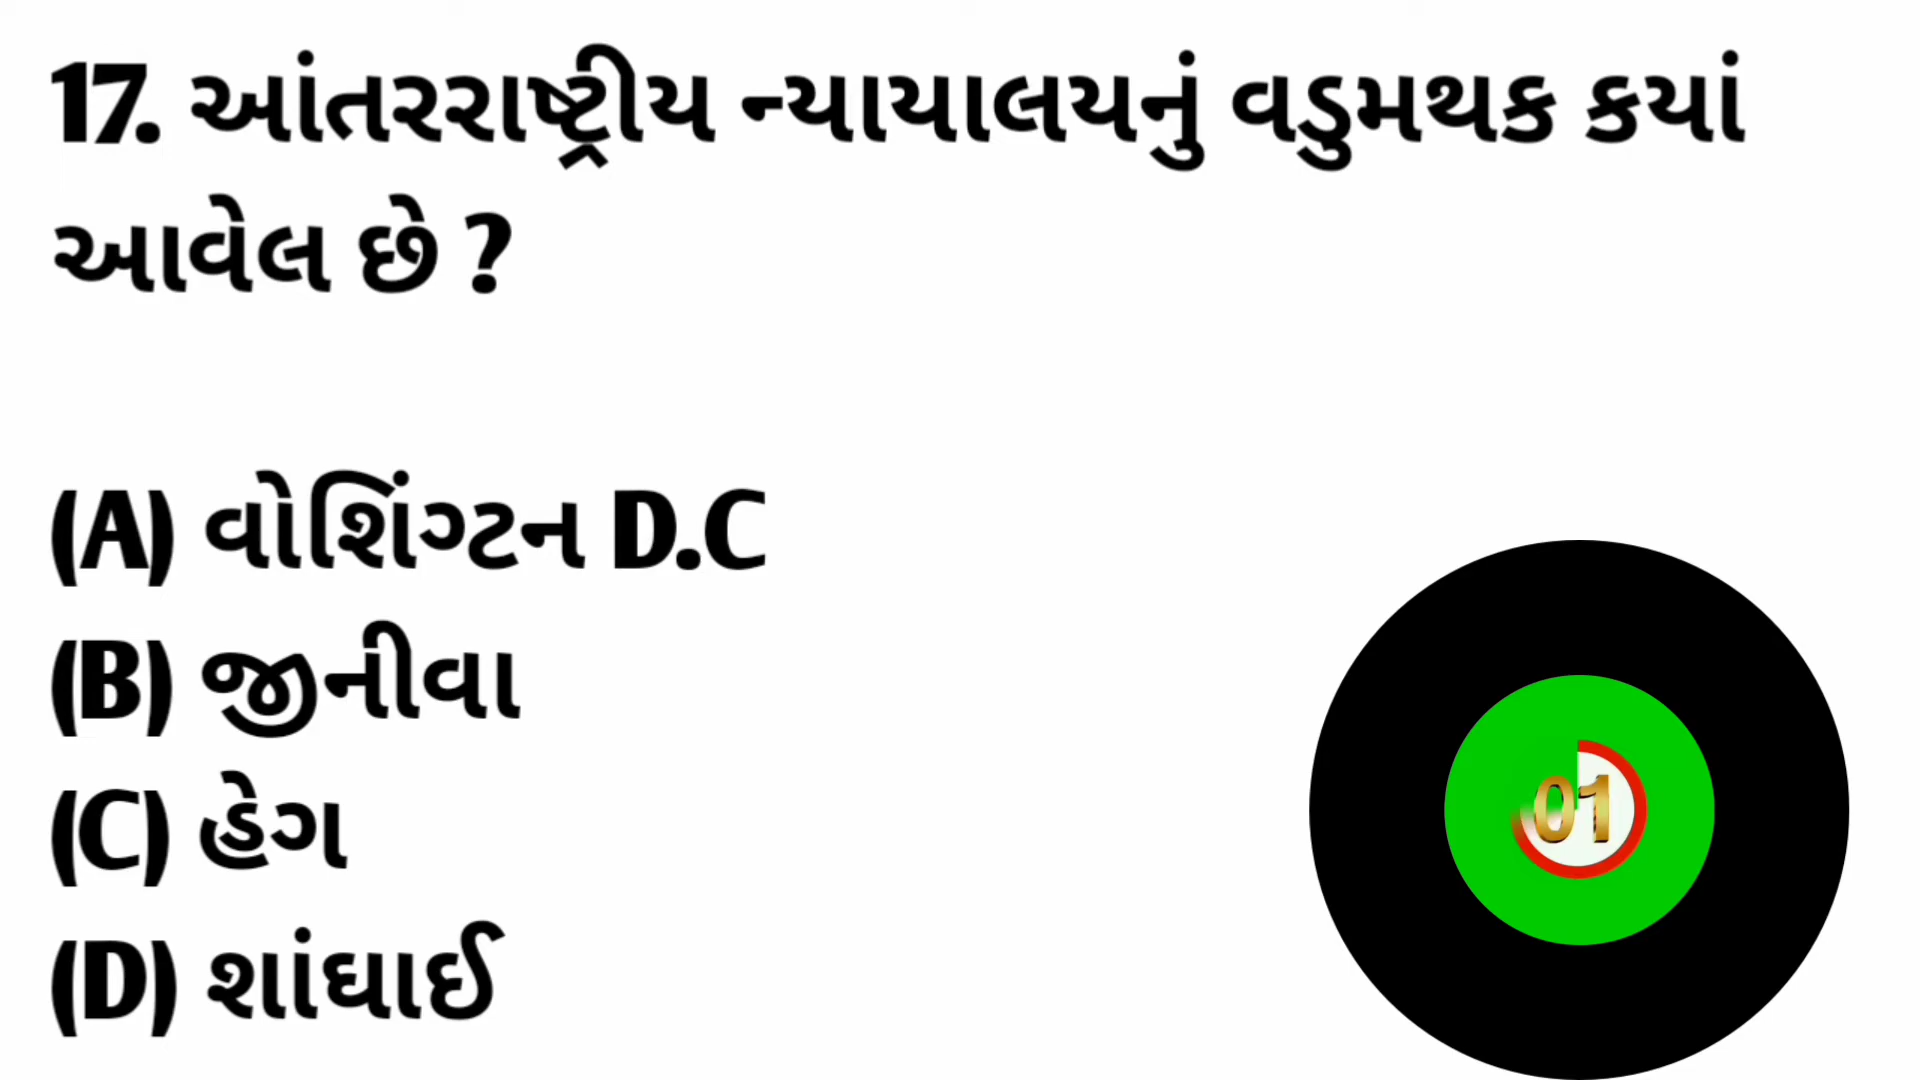 17. આંતરરાષ્ટ્રીય ન્યાયાલયનું વડુમથક કયાં
આવેલ છે ?
(A) વોશિંગ્ટન D.C
(B) જીનીવા
(C) હેગ
(D) શાંઘાઈ
01